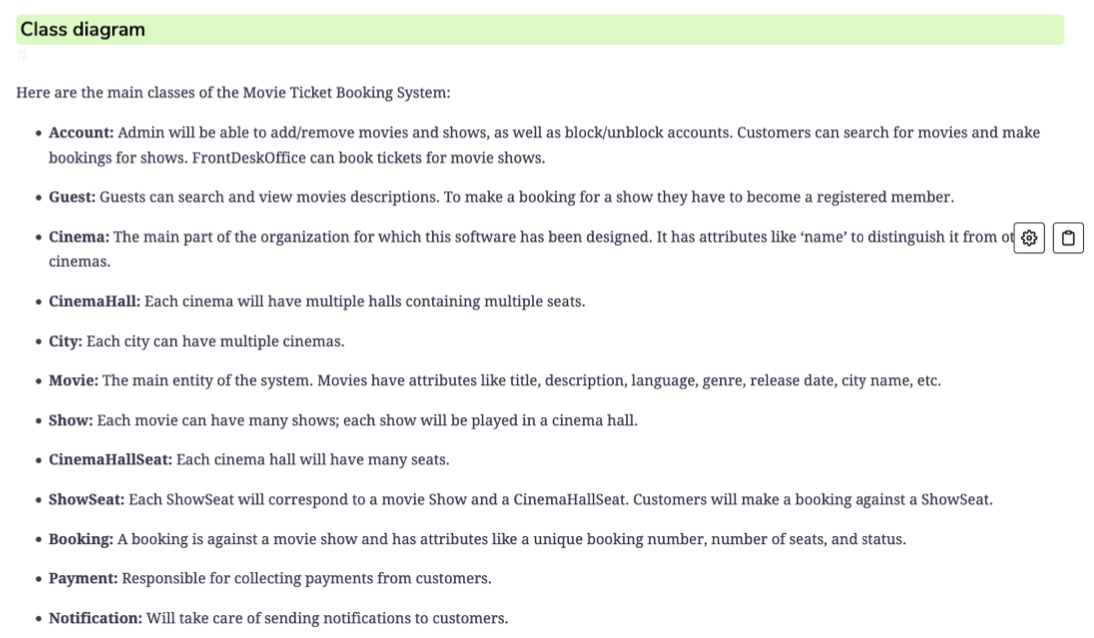 Class diagram
#
Here are the main classes of the Movie Ticket Booking System:
• Account: Admin will be able to add/remove movies and shows, as well as block/unblock accounts. Customers can search for movies and make
bookings for shows. FrontDeskOffice can book tickets for movie shows.
• Guest: Guests can search and view movies descriptions. To make a booking for a show they have to become a registered member.
• Cinema: The main part of the organization for which this software has been designed. It has attributes like ‘name’ to distinguish it from ot
cinemas.
• CinemaHall: Each cinema will have multiple halls containing multiple seats.
• City: Each city can have multiple cinemas.
• Movie: The main entity of the system. Movies have attributes like title, description, language, genre, release date, city name, etc.
• Show: Each movie can have many shows; each show will be played in a cinema hall.
• CinemaHallSeat: Each cinema hall will have many seats.
• ShowSeat: Each ShowSeat will correspond to a movie Show and a CinemaHallSeat. Customers will make a booking against a ShowSeat.
• Booking: A booking is against a movie show and has attributes like a unique booking number, number of seats, and status.
• Payment: Responsible for collecting payments from customers.
• Notification: Will take care of sending notifications to customers.